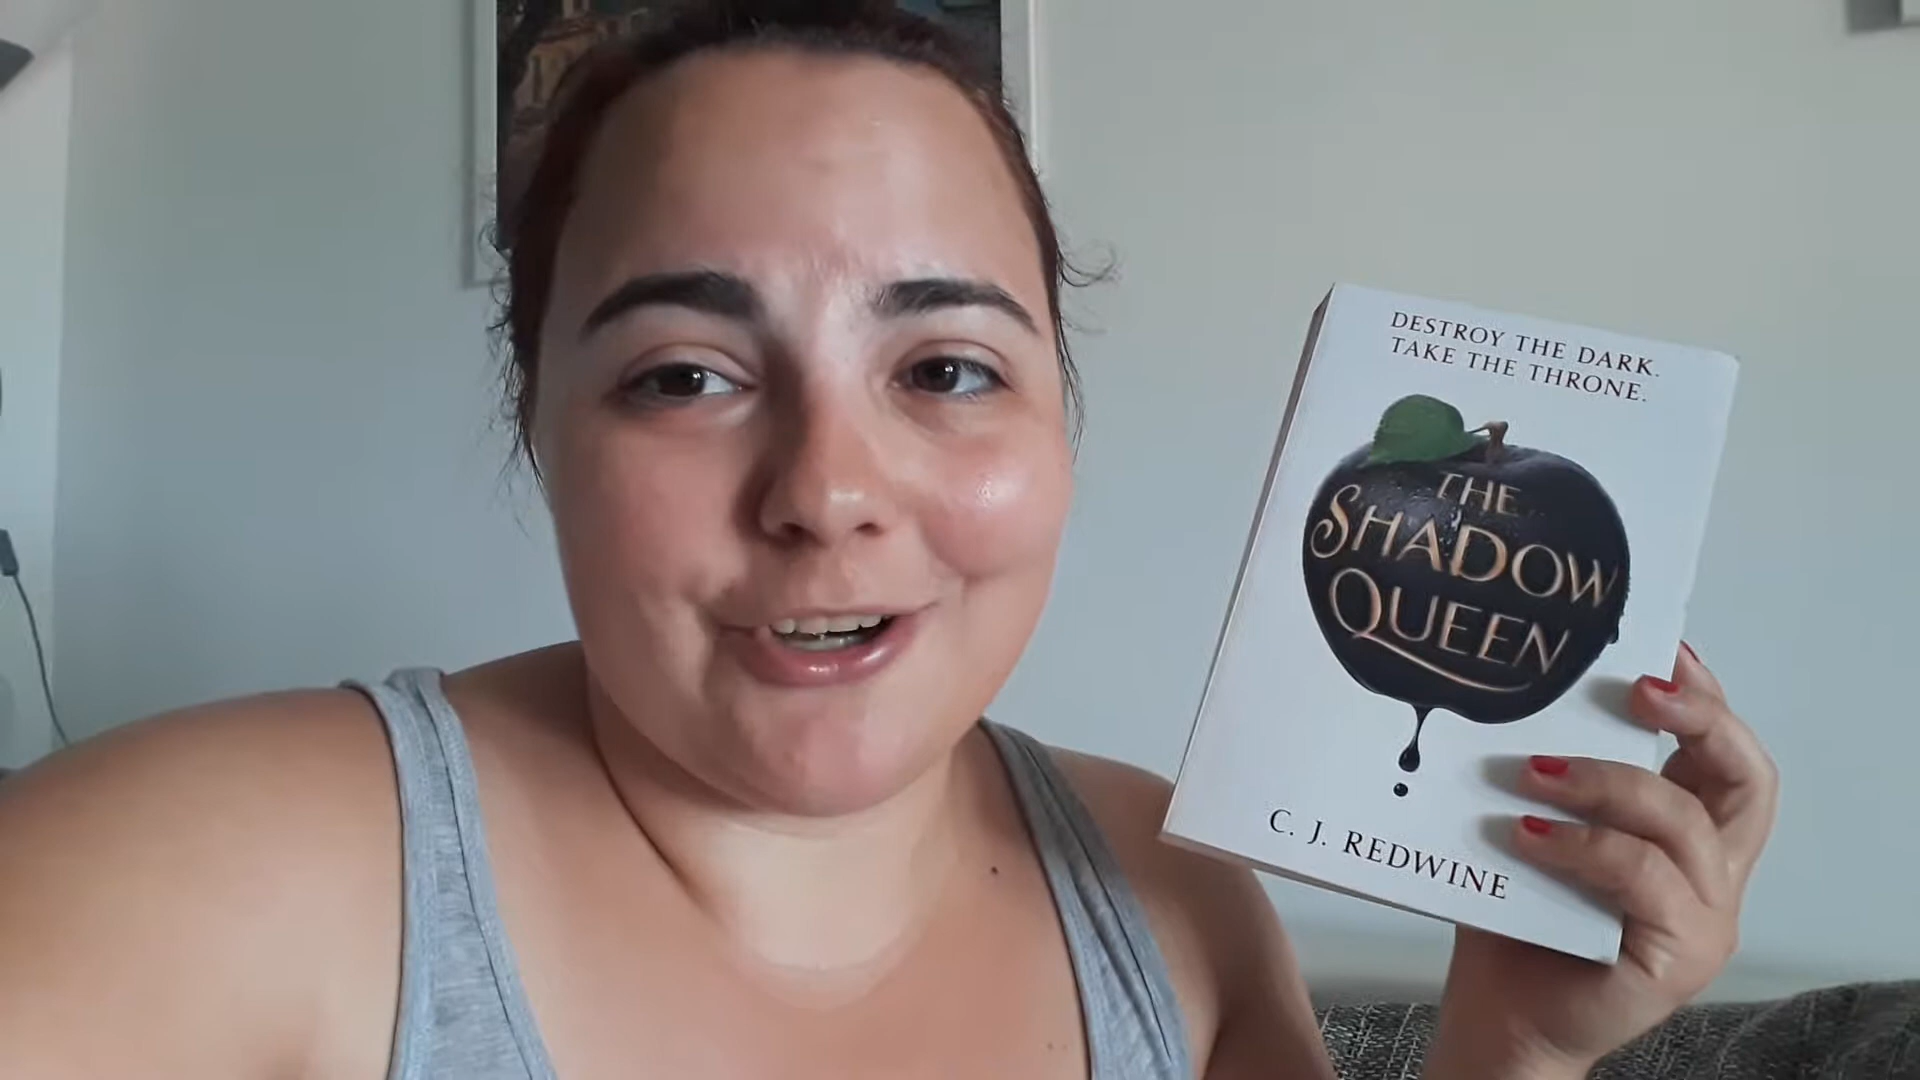 DESTROY THE DARK.
TAKE THE THRONE.
THE
SHADOW
QUEEN
C. J. REDWINE